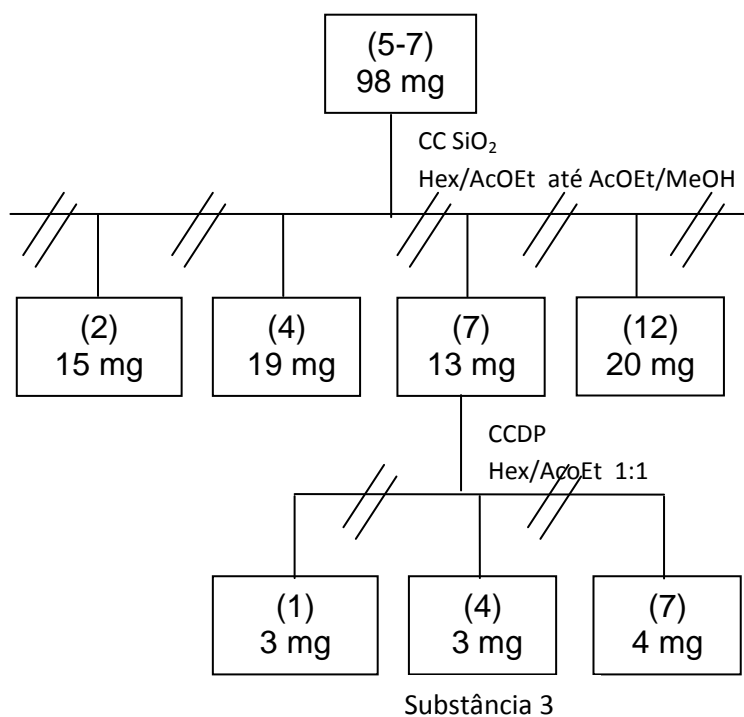 (5-7)
98 mg
CC SiO₂
Hex/AcOEt até AcOEt/MeOH
(2)
15 mg
(4)
19 mg
(7)
13 mg
(12)
20 mg
CCDP
Hex/AcoEt 1:1
(1)
3 mg
(4)
3 mg
(7)
4 mg
Substância 3